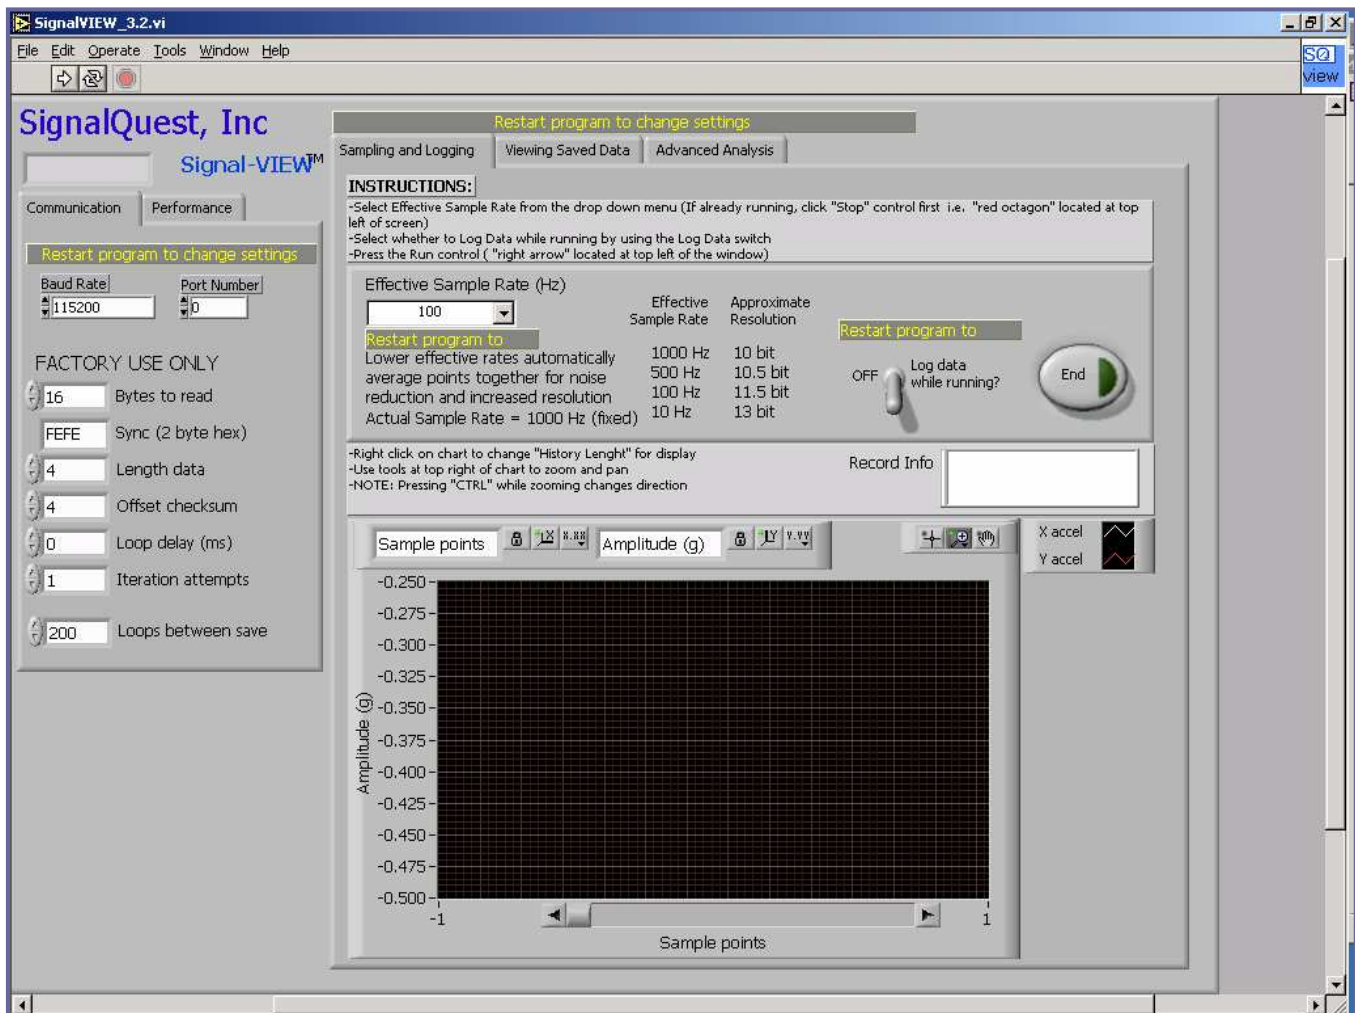 SignalVIEW_3.2.vi
File Edit Operate Tools Window Help
SQ
view
SignalQuest, Inc
Signal-VIEW™
Communication Performance
Restart program to change settings
Baud Rate Port Number
115200 0
FACTORY USE ONLY
16 Bytes to read
FEFE Sync (2 byte hex)
4 Length data
4 Offset checksum
0 Loop delay (ms)
1 Iteration attempts
200 Loops between save
Restart program to change settings
Sampling and Logging Viewing Saved Data Advanced Analysis
INSTRUCTIONS:
-Select Effective Sample Rate from the drop down menu (If already running, click "Stop" control first i.e. "red octagon" located at top
left of screen)
-Select whether to Log Data while running by using the Log Data switch
-Press the Run control ( "right arrow" located at top left of the window)
Effective Sample Rate (Hz)
100
Restart program to
Lower effective rates automatically
average points together for noise
reduction and increased resolution
Actual Sample Rate = 1000 Hz (fixed)
Effective Approximate
Sample Rate Resolution
1000 Hz 10 bit
500 Hz 10.5 bit
100 Hz 11.5 bit
10 Hz 13 bit
Restart program to
OFF Log data
while running?
End
-Right click on chart to change "History Lenght" for display
-Use tools at top right of chart to zoom and pan
-NOTE: Pressing "CTRL" while zooming changes direction
Record Info
Sample points X X.XX Amplitude (g) Y Y.YY
X accel
Y accel
Amplitude (g)
-0.250
-0.275
-0.300
-0.325
-0.350
-0.375
-0.400
-0.425
-0.450
-0.475
-0.500
-1 1
Sample points